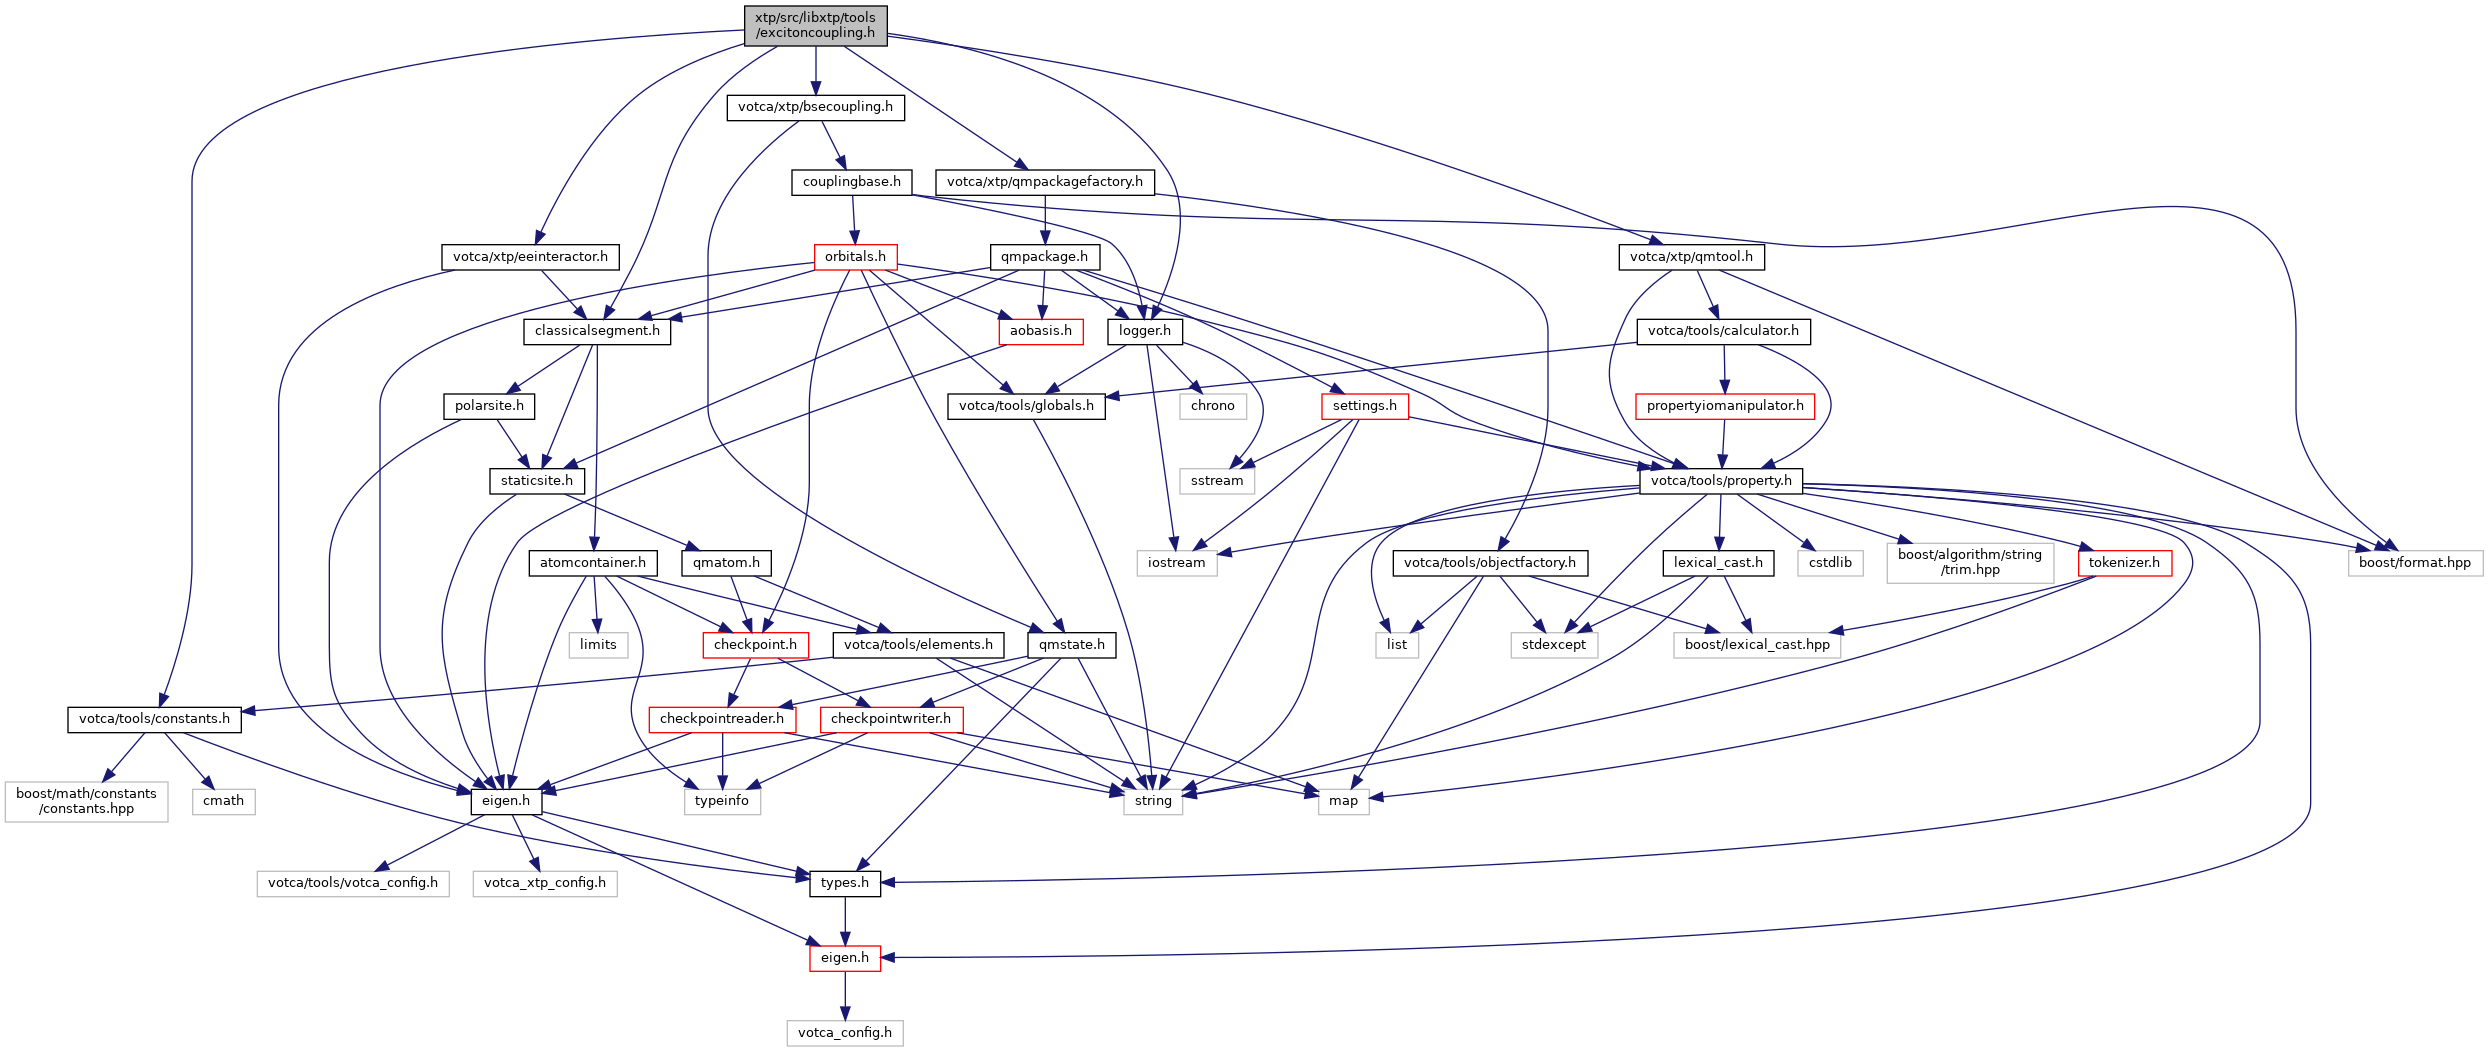 xtp/src/libxtp/tools
/excitoncoupling.h
votca/xtp/bsecoupling.h
couplingbase.h
votca/xtp/qmpackagefactory.h
votca/xtp/eeinteractor.h
orbitals.h
qmpackage.h
votca/xtp/qmtool.h
classicalsegment.h
aobasis.h
logger.h
votca/tools/calculator.h
polarsite.h
votca/tools/globals.h
chrono
settings.h
propertyiomanipulator.h
staticsite.h
sstream
votca/tools/property.h
atomcontainer.h
qmatom.h
iostream
votca/tools/objectfactory.h
lexical_cast.h
cstdlib
boost/algorithm/string
/trim.hpp
tokenizer.h
boost/format.hpp
limits
checkpoint.h
votca/tools/elements.h
qmstate.h
list
stdexcept
boost/lexical_cast.hpp
votca/tools/constants.h
checkpointreader.h
checkpointwriter.h
boost/math/constants
/constants.hpp
cmath
eigen.h
typeinfo
string
map
votca/tools/votca_config.h
votca_xtp_config.h
types.h
eigen.h
votca_config.h